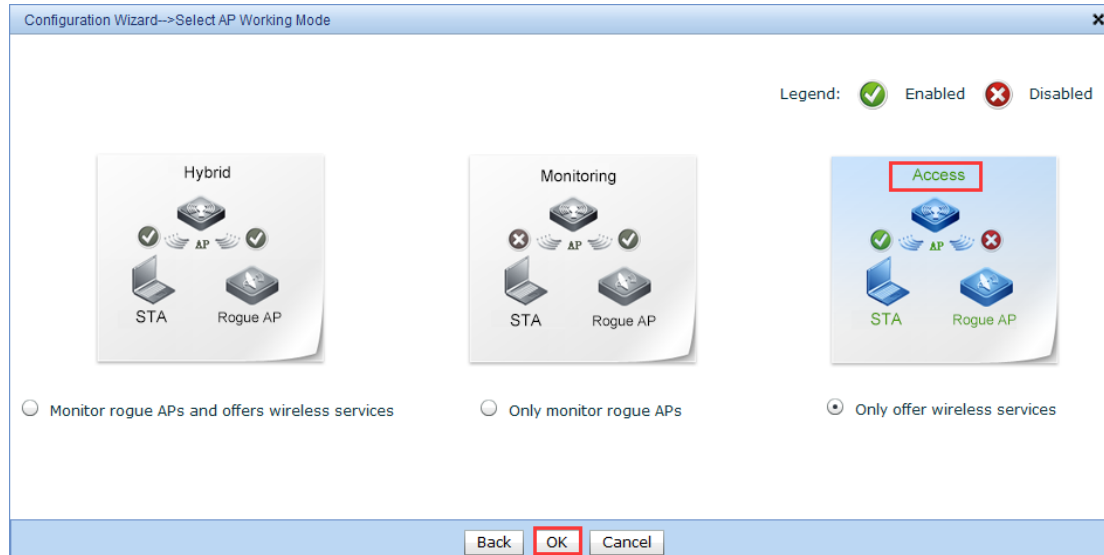 Configuration Wizard-->Select AP Working Mode
Legend: Enabled Disabled
Hybrid
AP
STA Rogue AP
Monitor rogue APs and offers wireless services
Monitoring
AP
STA Rogue AP
Only monitor rogue APs
Access
AP
STA Rogue AP
Only offer wireless services
Back OK Cancel